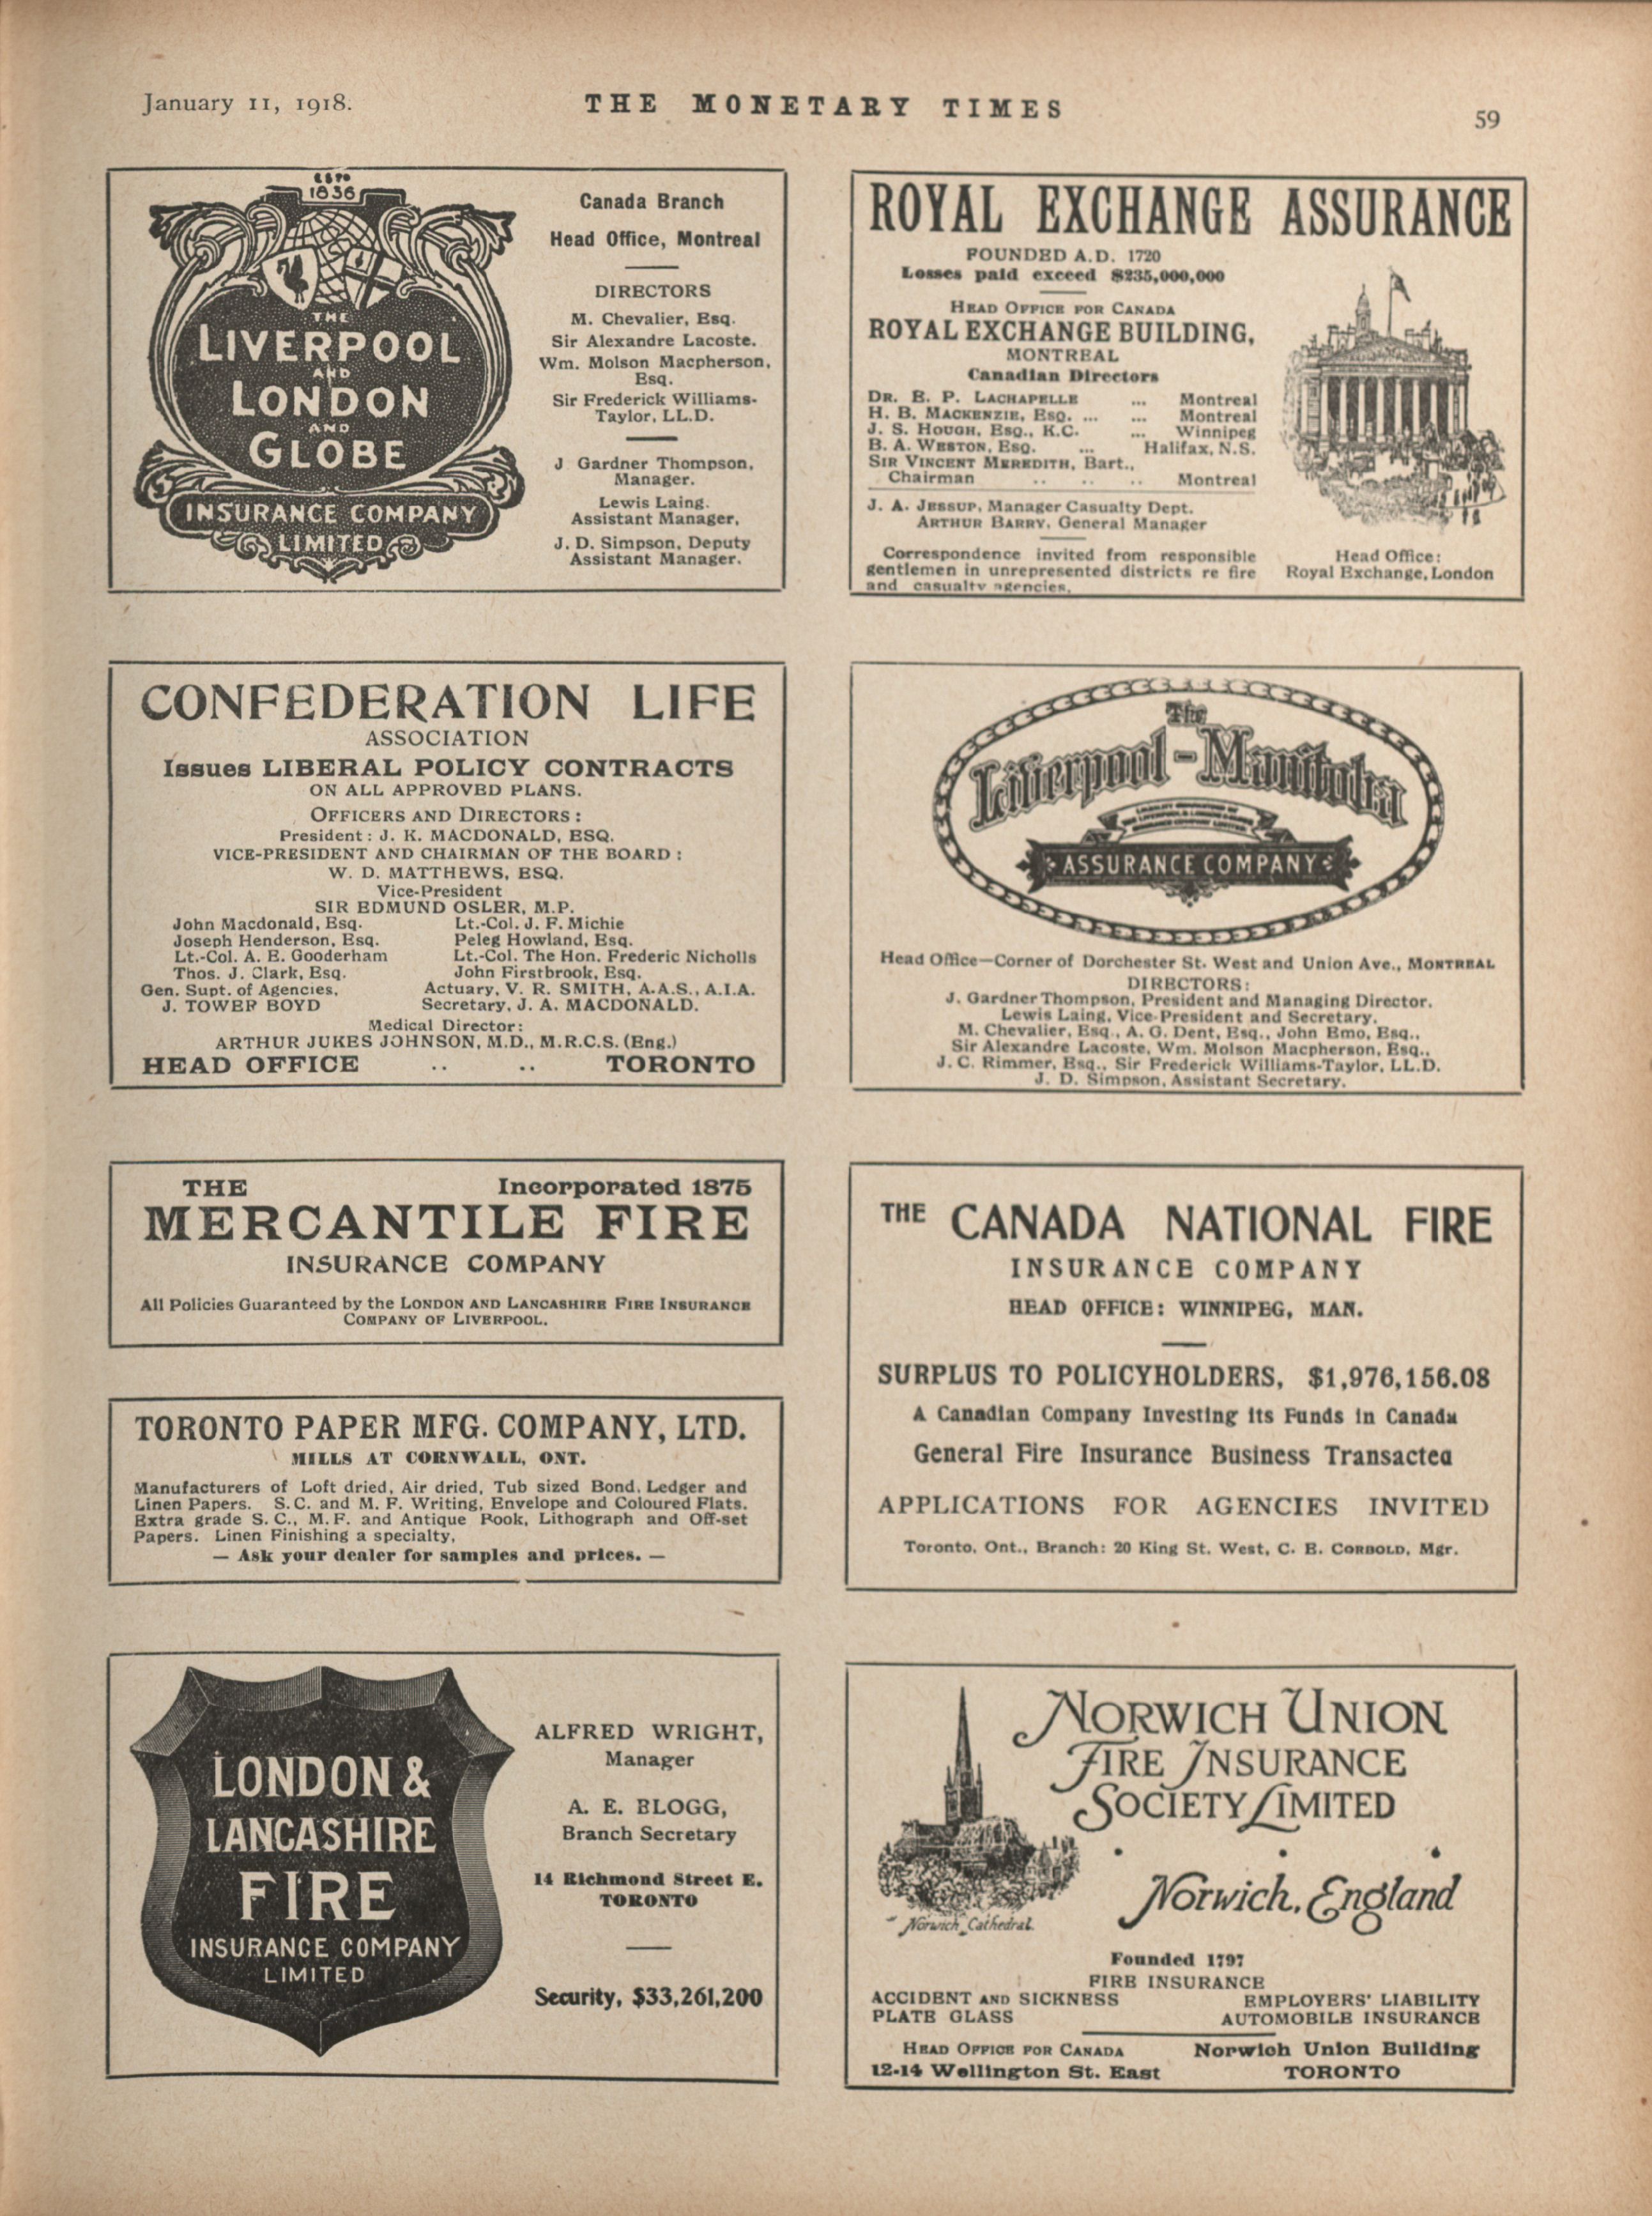 January 11, 1918.
THE MONETARY TIMES
59
ESTD
1836
THE
LIVERPOOL
AND
LONDON
AND
GLOBE
INSURANCE COMPANY
LIMITED
Canada Branch
Head Office, Montreal
DIRECTORS
M. Chevalier, Esq.
Sir Alexandre Lacoste.
Wm. Molson Macpherson,
Esq.
Sir Frederick Williams-
Taylor, LL.D.
J Gardner Thompson,
Manager.
Lewis Laing.
Assistant Manager,
J. D. Simpson, Deputy
Assistant Manager.
ROYAL EXCHANGE ASSURANCE
FOUNDED A.D. 1720
Losses paid exceed $235,000,000
HEAD OFFICE FOR CANADA
ROYAL EXCHANGE BUILDING,
MONTREAL
Canadian Directors
DR. E. P. LACHAPELLE ... Montreal
H. B. MACKENZIE, ESQ. ... ... Montreal
J. S. HOUGH, ESQ., K.C. ... Winnipeg
B. A. WESTON, ESQ. ... Halifax, N.S.
SIR VINCENT MEREDITH, Bart.,
Chairman .. .. .. Montreal
J. A. JESSUP, Manager Casualty Dept.
ARTHUR BARRY, General Manager
Correspondence invited from responsible
gentlemen in unrepresented districts re fire
and casualty agencies.
Head Office:
Royal Exchange, London
CONFEDERATION LIFE
ASSOCIATION
Issues LIBERAL POLICY CONTRACTS
ON ALL APPROVED PLANS.
OFFICERS AND DIRECTORS:
President: J. K. MACDONALD, ESQ.
VICE-PRESIDENT AND CHAIRMAN OF THE BOARD:
W. D. MATTHEWS, ESQ.
Vice-President
SIR EDMUND OSLER, M.P.
John Macdonald, Esq. Lt.-Col. J. F. Michie
Joseph Henderson, Esq. Peleg Howland, Esq.
Lt.-Col. A. E. Gooderham Lt.-Col. The Hon. Frederic Nicholls
Thos. J. Clark, Esq. John Firstbrook, Esq.
Gen. Supt. of Agencies, Actuary, V. R. SMITH, A.A.S., A.I.A.
J. TOWER BOYD Secretary, J. A. MACDONALD.
Medical Director:
ARTHUR JUKES JOHNSON, M.D., M.R.C.S. (Eng.)
HEAD OFFICE .. .. TORONTO
The
Liverpool-Manitoba
ASSURANCE COMPANY
Head Office—Corner of Dorchester St. West and Union Ave., MONTREAL
DIRECTORS:
J. Gardner Thompson, President and Managing Director.
Lewis Laing, Vice-President and Secretary.
M. Chevalier, Esq., A. G. Dent, Esq., John Emo, Esq.,
Sir Alexandre Lacoste, Wm. Molson Macpherson, Esq.,
J. C. Rimmer, Esq., Sir Frederick Williams-Taylor, LL.D.
J. D. Simpson, Assistant Secretary.
THE Incorporated 1875
MERCANTILE FIRE
INSURANCE COMPANY
All Policies Guaranteed by the LONDON AND LANCASHIRE FIRE INSURANCE
COMPANY OF LIVERPOOL.
THE CANADA NATIONAL FIRE
INSURANCE COMPANY
HEAD OFFICE: WINNIPEG, MAN.
SURPLUS TO POLICYHOLDERS, $1,976,156.08
A Canadian Company Investing its Funds in Canada
General Fire Insurance Business Transacted
APPLICATIONS FOR AGENCIES INVITED
Toronto, Ont., Branch: 20 King St. West, C. E. CORBOLD, Mgr.
TORONTO PAPER MFG. COMPANY, LTD.
MILLS AT CORNWALL, ONT.
Manufacturers of Loft dried, Air dried, Tub sized Bond, Ledger and
Linen Papers. S.C. and M. F. Writing, Envelope and Coloured Flats.
Extra grade S. C., M. F. and Antique Book, Lithograph and Off-set
Papers. Linen Finishing a specialty,
— Ask your dealer for samples and prices. —
LONDON &
LANCASHIRE
FIRE
INSURANCE COMPANY
LIMITED
ALFRED WRIGHT,
Manager
A. E. BLOGG,
Branch Secretary
14 Richmond Street E.
TORONTO
Security, $33,261,200
NORWICH UNION
FIRE INSURANCE
SOCIETY LIMITED
Norwich, England
Norwich Cathedral.
Founded 1797
FIRE INSURANCE
ACCIDENT AND SICKNESS EMPLOYERS' LIABILITY
PLATE GLASS AUTOMOBILE INSURANCE
HEAD OFFICE FOR CANADA Norwich Union Building
12-14 Wellington St. East TORONTO